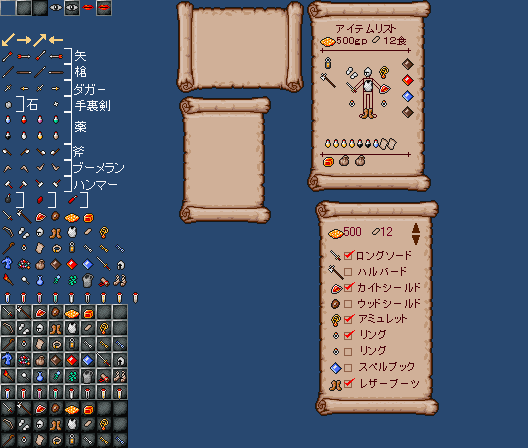 矢
槍
ダガー
石
手裏剣
薬
斧
ブーメラン
ハンマー
アイテムリスト
500gp 12食
500 12
ロングソード
ハルバード
カイトシールド
ウッドシールド
アミュレット
リング
リング
スペルブック
レザーブーツ